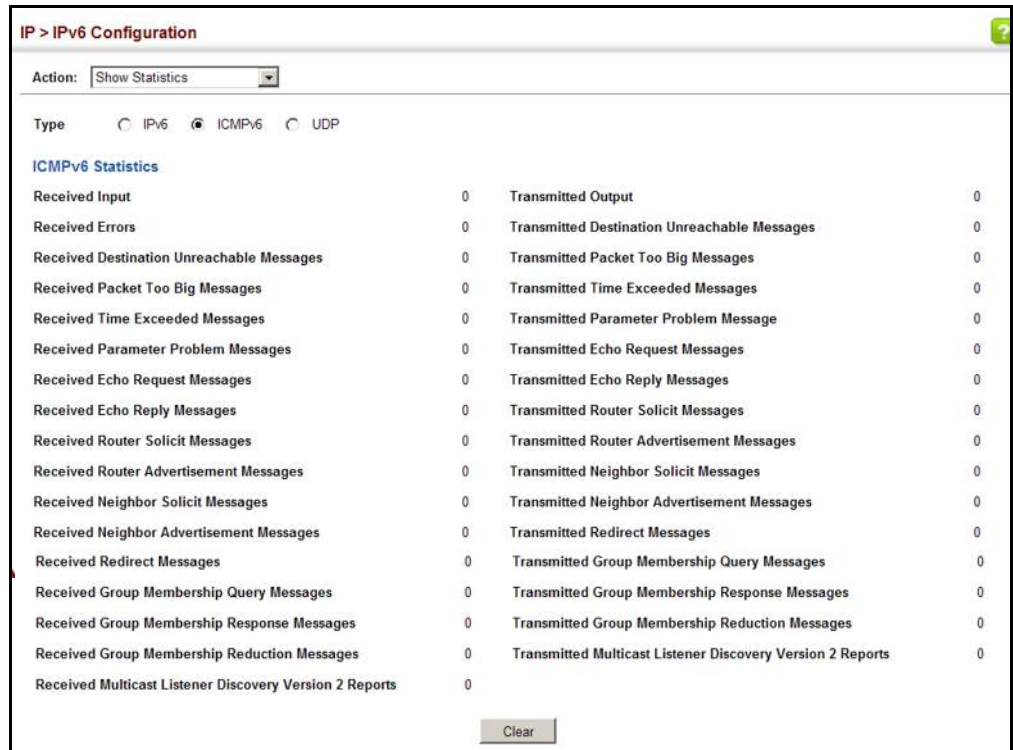 IP > IPv6 Configuration
?
Action: Show Statistics
Type IPv6 ICMPv6 UDP
ICMPv6 Statistics
Received Input 0 Transmitted Output 0
Received Errors 0 Transmitted Destination Unreachable Messages 0
Received Destination Unreachable Messages 0 Transmitted Packet Too Big Messages 0
Received Packet Too Big Messages 0 Transmitted Time Exceeded Messages 0
Received Time Exceeded Messages 0 Transmitted Parameter Problem Message 0
Received Parameter Problem Messages 0 Transmitted Echo Request Messages 0
Received Echo Request Messages 0 Transmitted Echo Reply Messages 0
Received Echo Reply Messages 0 Transmitted Router Solicit Messages 0
Received Router Solicit Messages 0 Transmitted Router Advertisement Messages 0
Received Router Advertisement Messages 0 Transmitted Neighbor Solicit Messages 0
Received Neighbor Solicit Messages 0 Transmitted Neighbor Advertisement Messages 0
Received Neighbor Advertisement Messages 0 Transmitted Redirect Messages 0
Received Redirect Messages 0 Transmitted Group Membership Query Messages 0
Received Group Membership Query Messages 0 Transmitted Group Membership Response Messages 0
Received Group Membership Response Messages 0 Transmitted Group Membership Reduction Messages 0
Received Group Membership Reduction Messages 0 Transmitted Multicast Listener Discovery Version 2 Reports 0
Received Multicast Listener Discovery Version 2 Reports 0
Clear